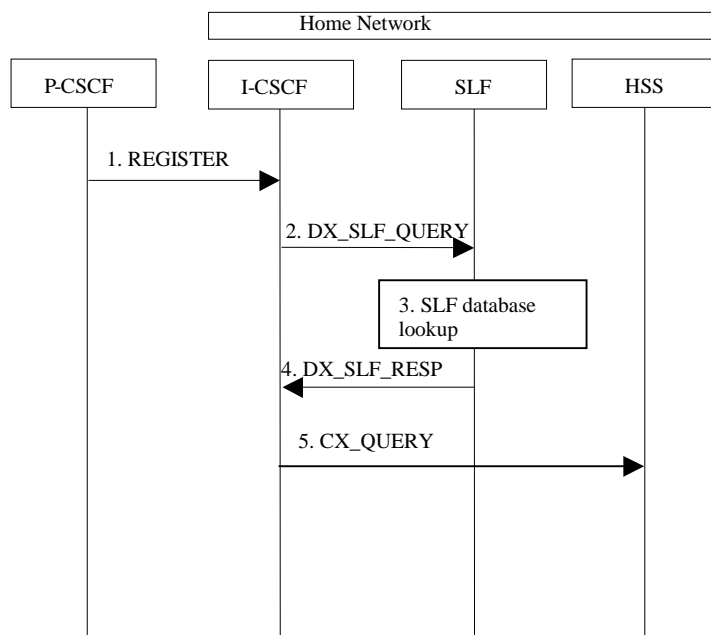 Home Network
P-CSCF
I-CSCF
SLF
HSS
1. REGISTER
2. DX_SLF_QUERY
3. SLF database
lookup
4. DX_SLF_RESP
5. CX_QUERY